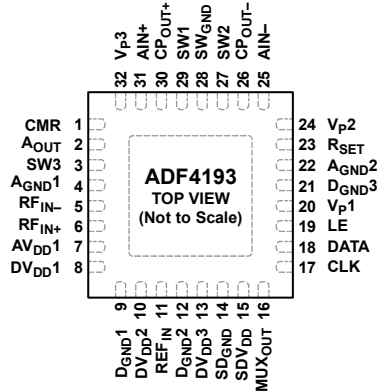 VP3
AIN+
CPOUT+
SW1
SWGND
SW2
CPOUT–
AIN–
32 31 30 29 28 27 26 25
CMR 1
AOUT 2
SW3 3
AGND1 4
RFIN– 5
RFIN+ 6
AVDD1 7
DVDD1 8
ADF4193
TOP VIEW
(Not to Scale)
24 VP2
23 RSET
22 AGND2
21 DGND3
20 VP1
19 LE
18 DATA
17 CLK
9 10 11 12 13 14 15 16
DGND1
DVDD2
REFIN
DGND2
DVDD3
SDGND
SDVDD
MUXOUT